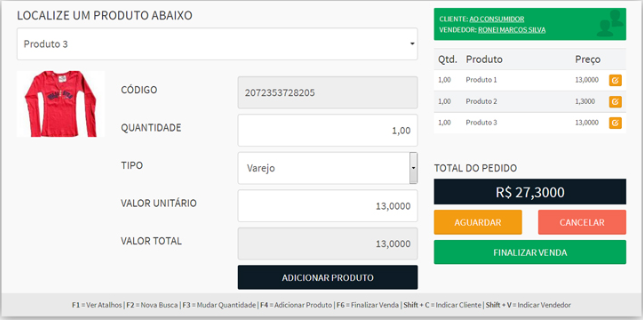 LOCALIZE UM PRODUTO ABAIXO
Produto 3
CÓDIGO
2072353728205
QUANTIDADE
1,00
TIPO
Varejo
VALOR UNITÁRIO
13,0000
VALOR TOTAL
13,0000
ADICIONAR PRODUTO
CLIENTE: AO CONSUMIDOR
VENDEDOR: RONEI MARCOS SILVA
Qtd. Produto Preço
1,00 Produto 1 13,0000
1,00 Produto 2 1,3000
1,00 Produto 3 13,0000
TOTAL DO PEDIDO
R$ 27,3000
AGUARDAR CANCELAR
FINALIZAR VENDA
F1 = Ver Atalhos | F2 = Nova Busca | F3 = Mudar Quantidade | F4 = Adicionar Produto | F6 = Finalizar Venda | Shift + C = Indicar Cliente | Shift + V = Indicar Vendedor